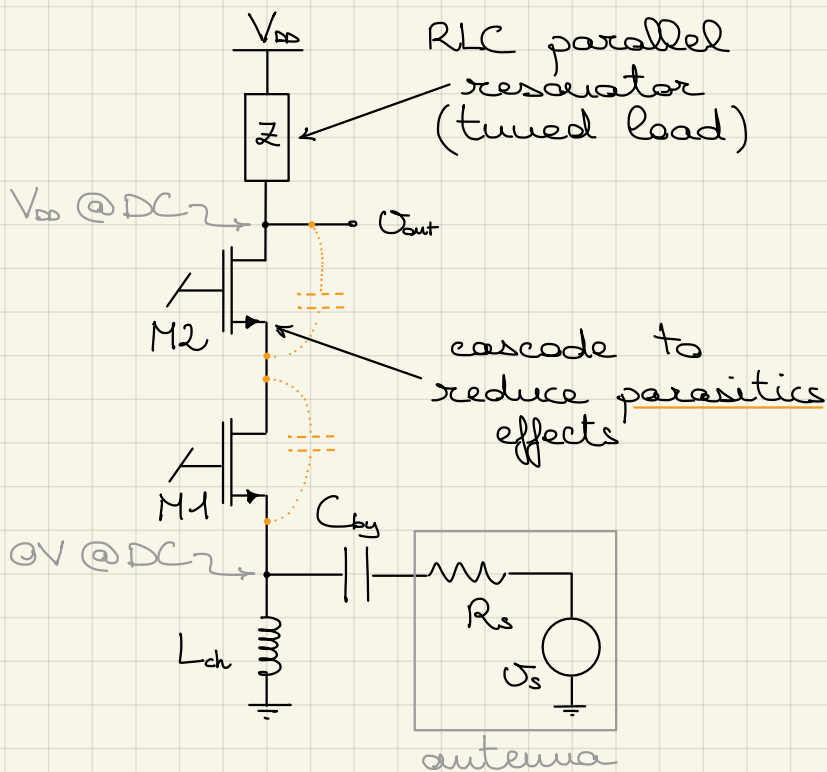 VDD
RLC parallel
resonator
(tuned load)
Z
VDD @DC
vout
M2
cascode to
reduce parasitics
effects
M1
Cby
0V @DC
Rs
Lch
vs
antenna